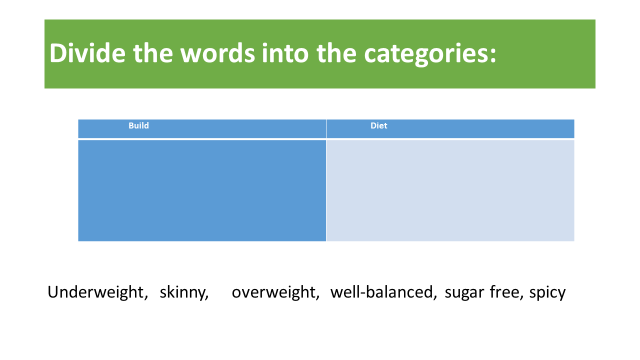 Divide the words into the categories:
Build Diet
Underweight, skinny, overweight, well-balanced, sugar free, spicy